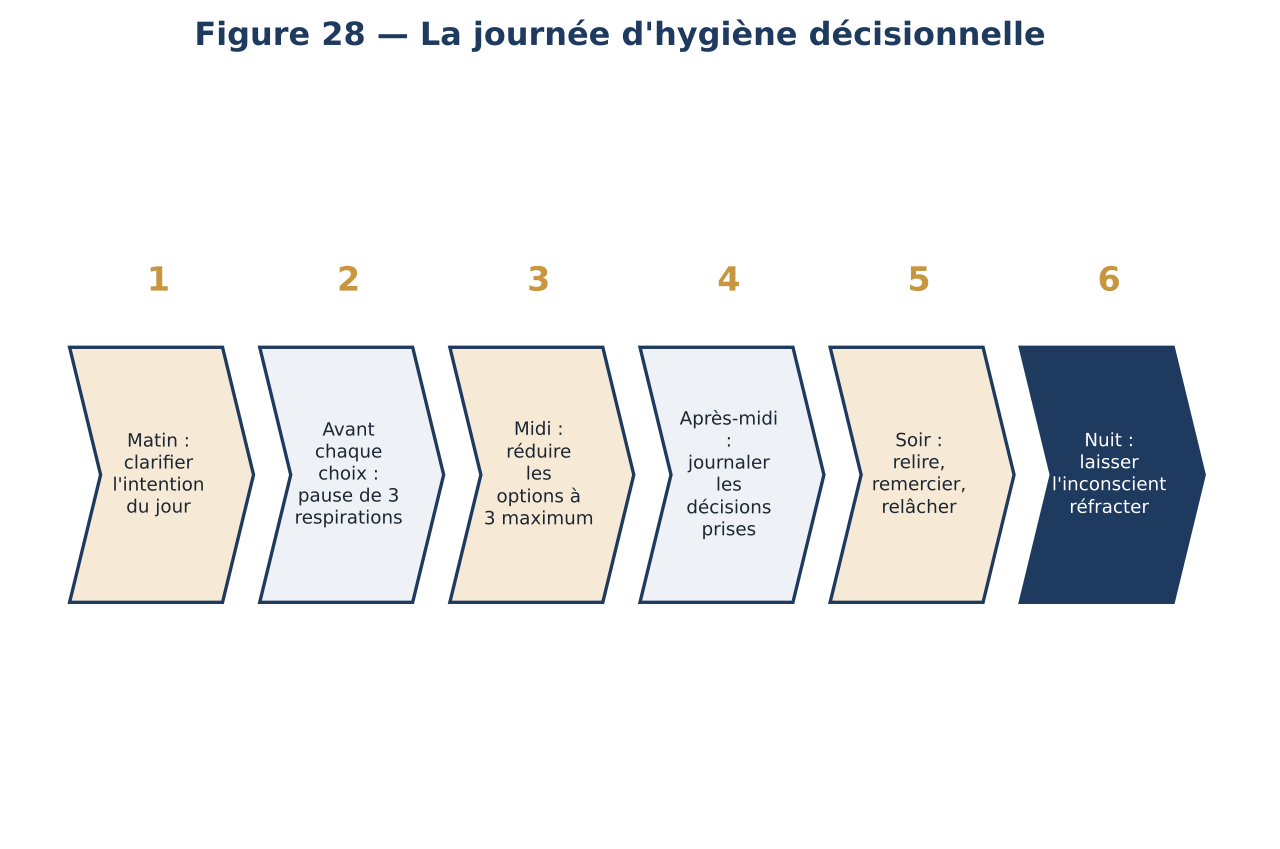 Figure 28 — La journée d'hygiène décisionnelle
1
2
3
4
5
6
Matin :
clarifier
l'intention
du jour
Avant
chaque
choix :
pause de 3
respirations
Midi :
réduire
les
options à
3 maximum
Après-midi
:
journaler
les
décisions
prises
Soir :
relire,
remercier,
relâcher
Nuit :
laisser
l'inconscient
réfracter